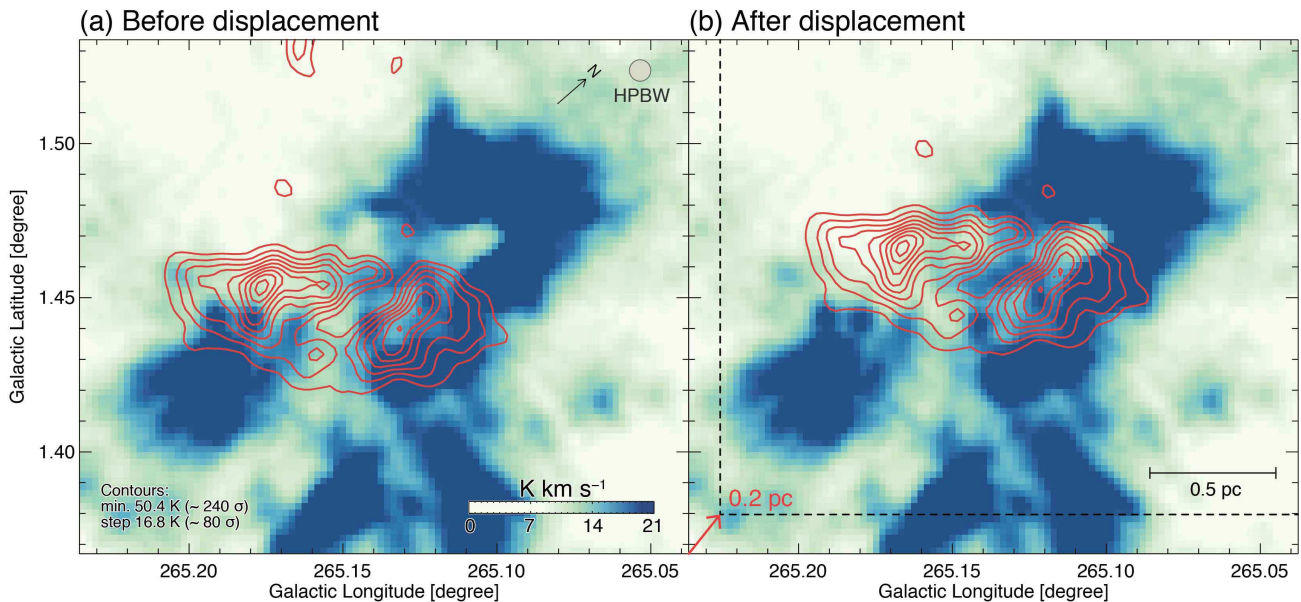 (a) Before displacement
(b) After displacement
N
HPBW
1.50
1.45
1.40
Galactic Latitude [degree]
Contours:
min. 50.4 K (~ 240 σ)
step 16.8 K (~ 80 σ)
K km s⁻¹
0 7 14 21
0.2 pc
0.5 pc
265.20 265.15 265.10 265.05
265.20 265.15 265.10 265.05
Galactic Longitude [degree]
Galactic Longitude [degree]